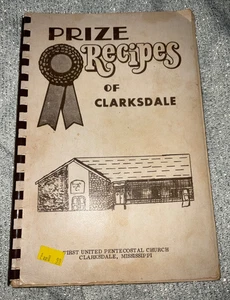 PRIZE
Recipes
OF
CLARKSDALE
FIRST UNITED PENTECOSTAL CHURCH
CLARKSDALE, MISSISSIPPI